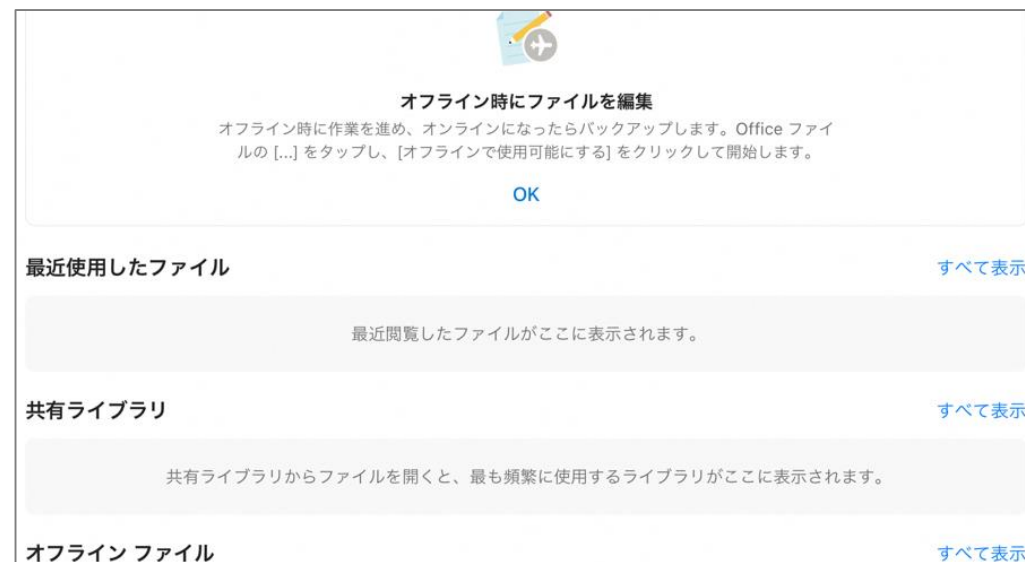 オフライン時にファイルを編集
オフライン時に作業を進め、オンラインになったらバックアップします。Office ファイ
ルの [...] をタップし、[オフラインで使用可能にする] をクリックして開始します。
OK
最近使用したファイル
すべて表示
最近閲覧したファイルがここに表示されます。
共有ライブラリ
すべて表示
共有ライブラリからファイルを開くと、最も頻繁に使用するライブラリがここに表示されます。
オフライン ファイル
すべて表示